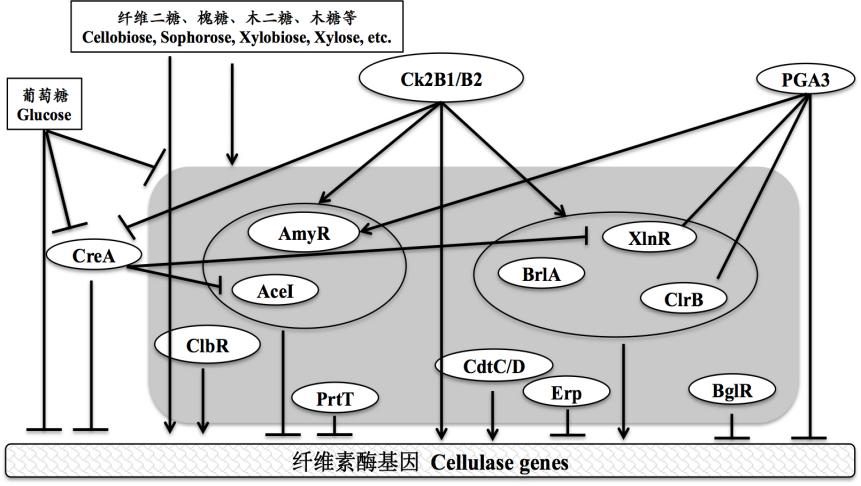 纤维二糖、槐糖、木二糖、木糖等
Cellobiose, Sophorose, Xylobiose, Xylose, etc.
Ck2B1/B2
PGA3
葡萄糖
Glucose
AmyR
XlnR
CreA
BrlA
AceI
ClrB
ClbR
CdtC/D
PrtT
Erp
BglR
纤维素酶基因 Cellulase genes